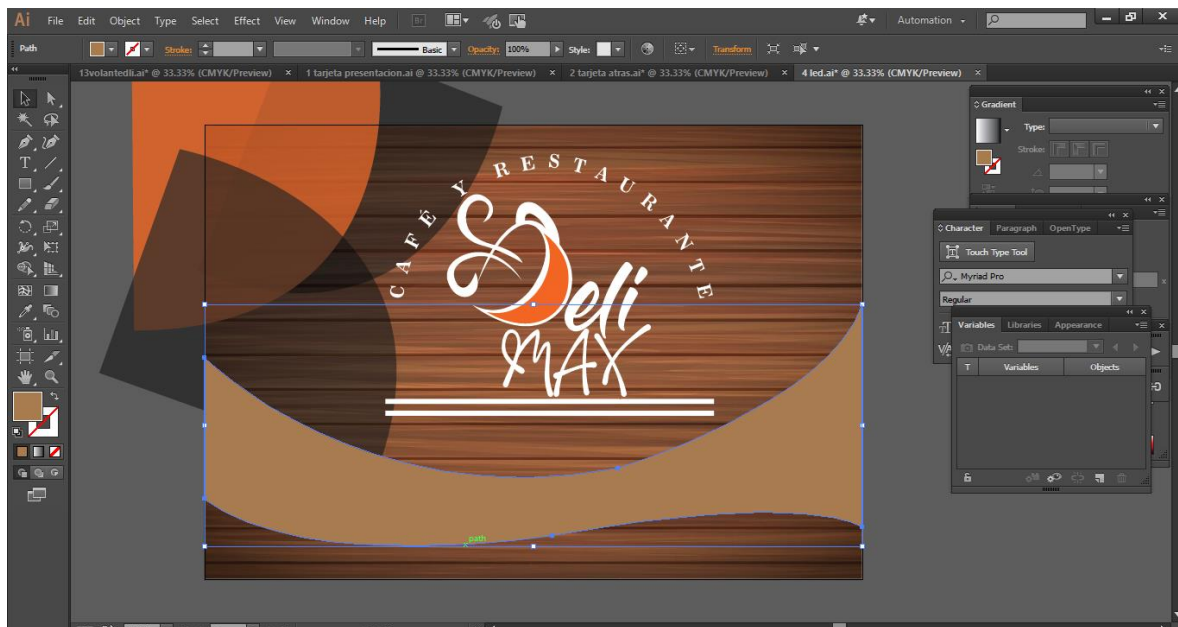 Ai File Edit Object Type Select Effect View Window Help Br Automation
Path Stroke: Basic Opacity: 100% Style: Transform
13volantedli.ai* @ 33.33% (CMYK/Preview) × 1 tarjeta presentacion.ai @ 33.33% (CMYK/Preview) × 2 tarjeta atras.ai* @ 33.33% (CMYK/Preview) × 4 led.ai* @ 33.33% (CMYK/Preview) ×
CAFÉ Y RESTAURANTE
Deli
MAX
path
Gradient
Type:
Stroke:
Character Paragraph OpenType
Touch Type Tool
Myriad Pro
Regular
Variables Libraries Appearance
Data Set:
T Variables Objects
6